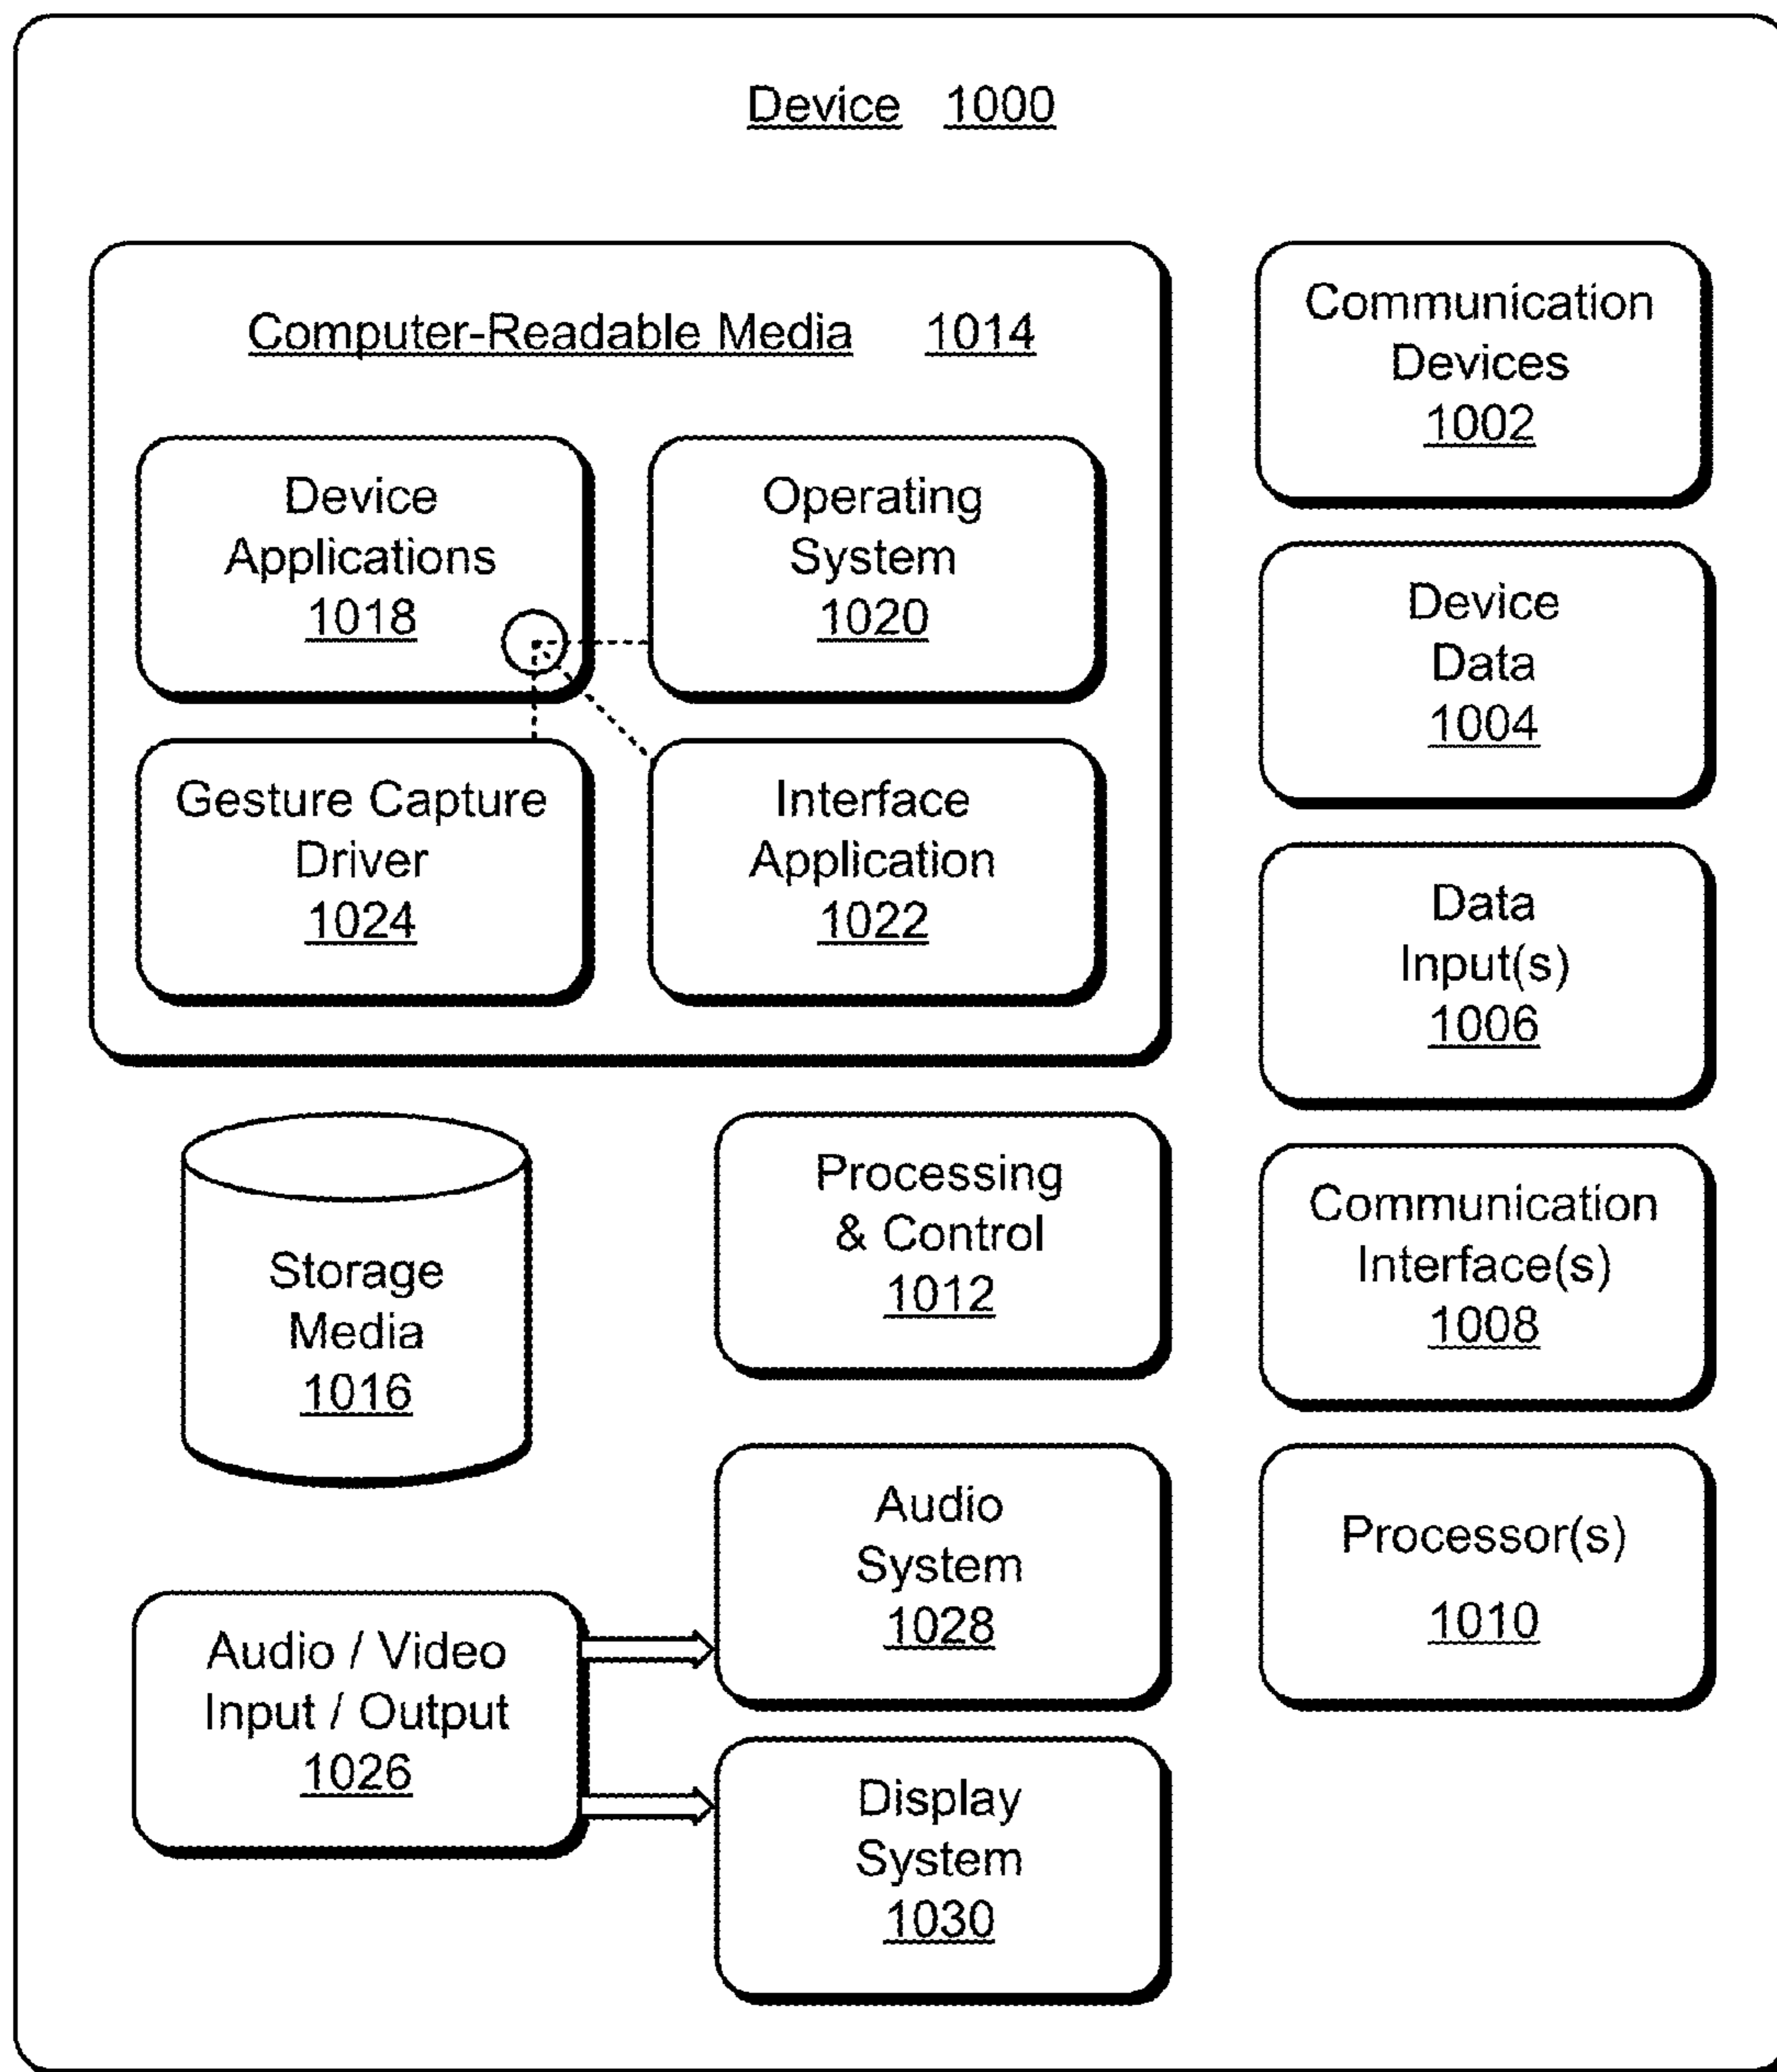 Device 1000
Computer-Readable Media 1014
Device
Applications
1018
Operating
System
1020
Gesture Capture
Driver
1024
Interface
Application
1022
Storage
Media
1016
Processing
& Control
1012
Audio / Video
Input / Output
1026
Audio
System
1028
Display
System
1030
Communication
Devices
1002
Device
Data
1004
Data
Input(s)
1006
Communication
Interface(s)
1008
Processor(s)
1010